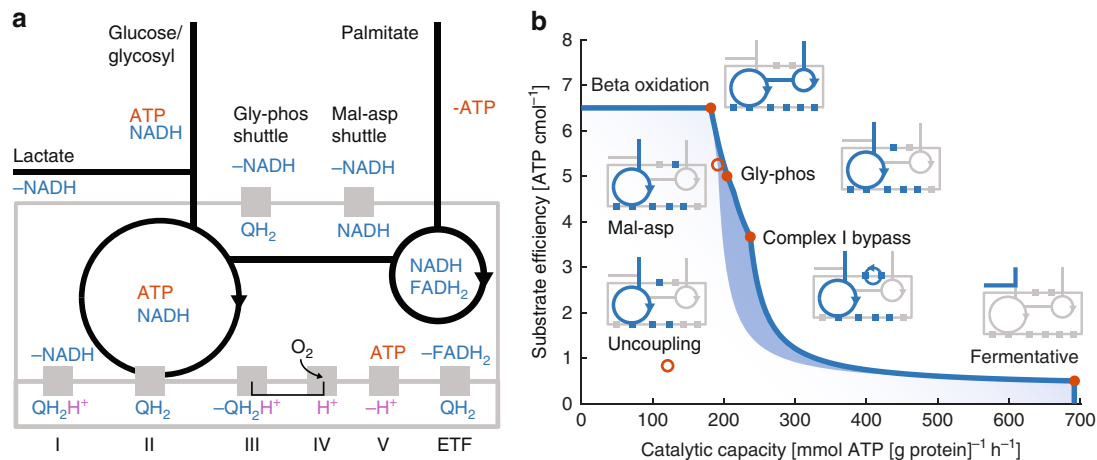 a
Glucose/
glycosyl
Palmitate
ATP
NADH
Gly-phos
shuttle
Mal-asp
shuttle
-ATP
Lactate
–NADH
–NADH
–NADH
QH2
NADH
ATP
NADH
NADH
FADH2
O2
–NADH
ATP
–FADH2
QH2H+
QH2
–QH2H+
H+
–H+
QH2
I
II
III
IV
V
ETF
b
Substrate efficiency [ATP cmol−1]
8
7
6
5
4
3
2
1
0
Beta oxidation
Gly-phos
Mal-asp
Complex I bypass
Uncoupling
Fermentative
0
100
200
300
400
500
600
700
Catalytic capacity [mmol ATP [g protein]−1 h−1]